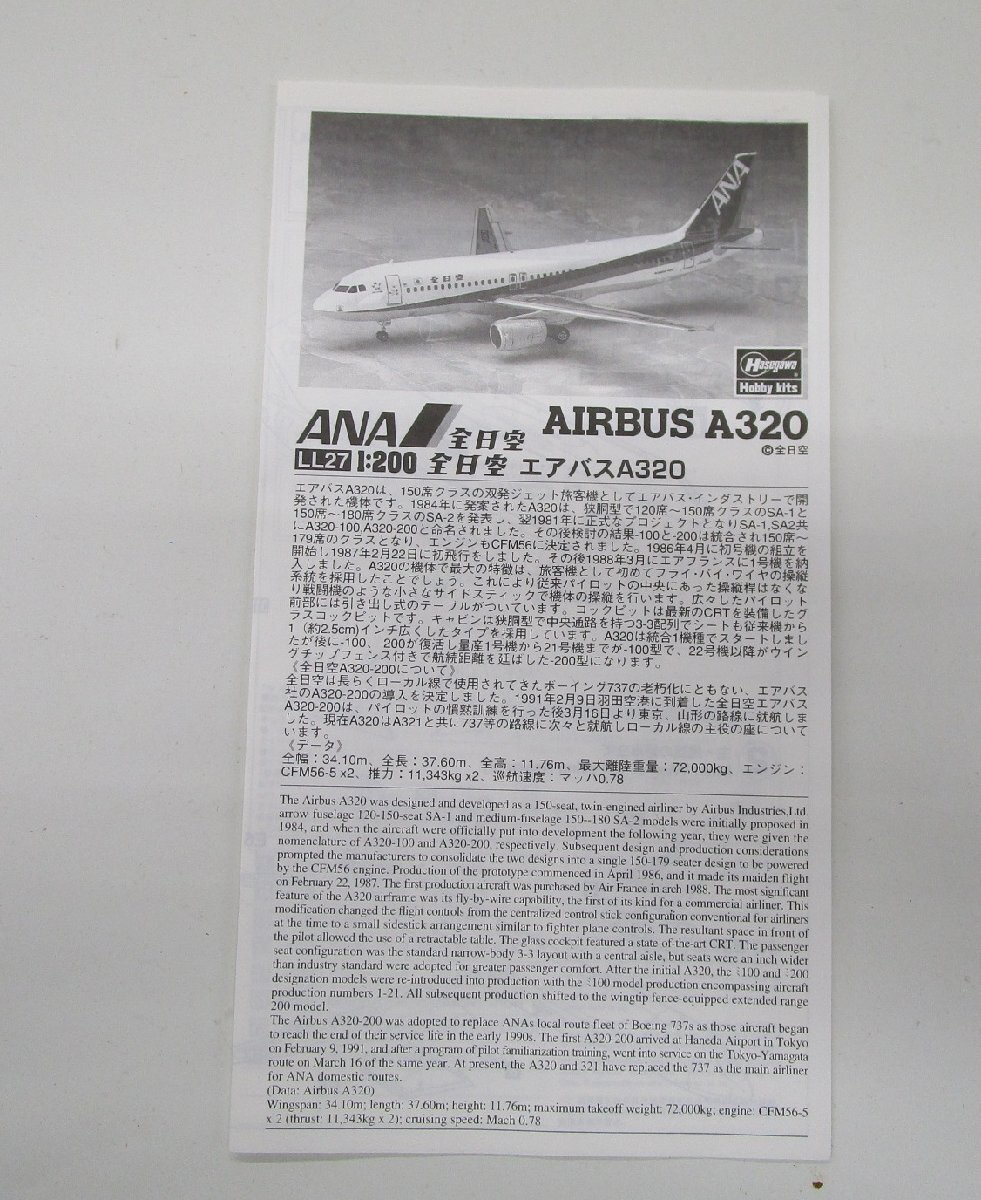 ANA
全日空
Hasegawa
Hobby kits
ANA 全日空 AIRBUS A320
©全日空
LL27 1:200 全日空 エアバスA320
エアバスA320は、150席クラスの双発ジェット旅客機としてエアバス・インダストリーで開
発された機体です。1984年に発案されたA320は、狭胴型で120席～150席クラスのSA-1と
150席～180席クラスのSA-2を発表し、翌1981年に正式なプロジェクトとなりSA-1,SA2共
にA320-100,A320-200と命名されました。その後検討の結果-100と-200は統合され150席～
179席のクラスとなり、エンジンもCFM56に決定されました。1986年4月に初号機の組立を
開始し1987年2月22日に初飛行をしました。その後1988年3月にエアフランスに1号機を納
入しました。A320の機体で最大の特徴は、旅客機として初めてフライ・バイ・ワイヤの操縦
系統を採用したことでしょう。これにより従来パイロットの中央にあった操縦桿はなくな
り戦闘機のような小さなサイドスティックで機体の操縦を行います。広々したパイロット
前部には引き出し式のテーブルがついています。コックピットは最新のCRTを装備したグ
ラスコックピットです。キャビンは狭胴型で中央通路を持つ3-3配列でシートも従来機から
1（約2.5cm)インチ広くしたタイプを採用しています。A320は統合1機種でスタートしまし
たが後に-100、200が復活し量産1号機から21号機までが-100型で、22号機以降がウイン
グチップフェンス付きで航続距離を延ばした-200型になります。
《全日空A320-200について》
全日空は長らくローカル線で使用されてきたボーイング737の老朽化にともない、エアバス
社のA320-200の導入を決定しました。1991年2月9日羽田空港に到着した全日空エアバス
A320-200は、パイロットの慣熟訓練を行った後3月16日より東京、山形の路線に就航しま
した。現在A320はA321と共に737等の路線に次々と就航しローカル線の主役の座について
います。
《データ》
全幅：34.10m、全長：37.60m、全高：11.76m、最大離陸重量：72,000kg、エンジン：
CFM56-5 x2、推力：11,343kg x2、巡航速度：マッハ0.78
The Airbus A320 was designed and developed as a 150-seat, twin-engined airliner by Airbus Industries,Ltd.
arrow fuselage 120-150-seat SA-1 and medium-fuselage 150--180 SA-2 models were initially proposed in
1984, and when the aircraft were officially put into development the following year, they were given the
nomenclature of A320-100 and A320-200, respectively. Subsequent design and production considerations
prompted the manufacturers to consolidate the two designs into a single 150-179 seater design to be powered
by the CFM56 engine. Production of the prototype commenced in April 1986, and it made its maiden flight
on February 22, 1987. The first production aircraft was purchased by Air France in arch 1988. The most significant
feature of the A320 airframe was its fly-by-wire capability, the first of its kind for a commercial airliner. This
modification changed the flight controls from the centralized control stick configuration conventional for airliners
at the time to a small sidestick arrangement similar to fighter plane controls. The resultant space in front of
the pilot allowed the use of a retractable table. The glass cockpit featured a state-of-the-art CRT. The passenger
seat configuration was the standard narrow-body 3-3 layout with a central aisle, but seats were an inch wider
than industry standard were adopted for greater passenger comfort. After the initial A320, the 100 and 200
designation models were re-introduced into production with the 100 model production encompassing aircraft
production numbers 1-21. All subsequent production shifted to the wingtip fence-equipped extended range
200 model.
The Airbus A320-200 was adopted to replace ANAs local route fleet of Boeing 737s as those aircraft began
to reach the end of their service life in the early 1990s. The first A320-200 arrived at Haneda Airport in Tokyo
on February 9, 1991, and after a program of pilot familiarization training, went into service on the Tokyo-Yamagata
route on March 16 of the same year. At present, the A320 and 321 have replaced the 737 as the main airliner
for ANA domestic routes.
(Data: Airbus A320)
Wingspan: 34.10m; length: 37.60m; height: 11.76m; maximum takeoff weight: 72,000kg, engine: CFM56-5
x 2 (thrust: 11,343kg x 2); cruising speed: Mach 0.78